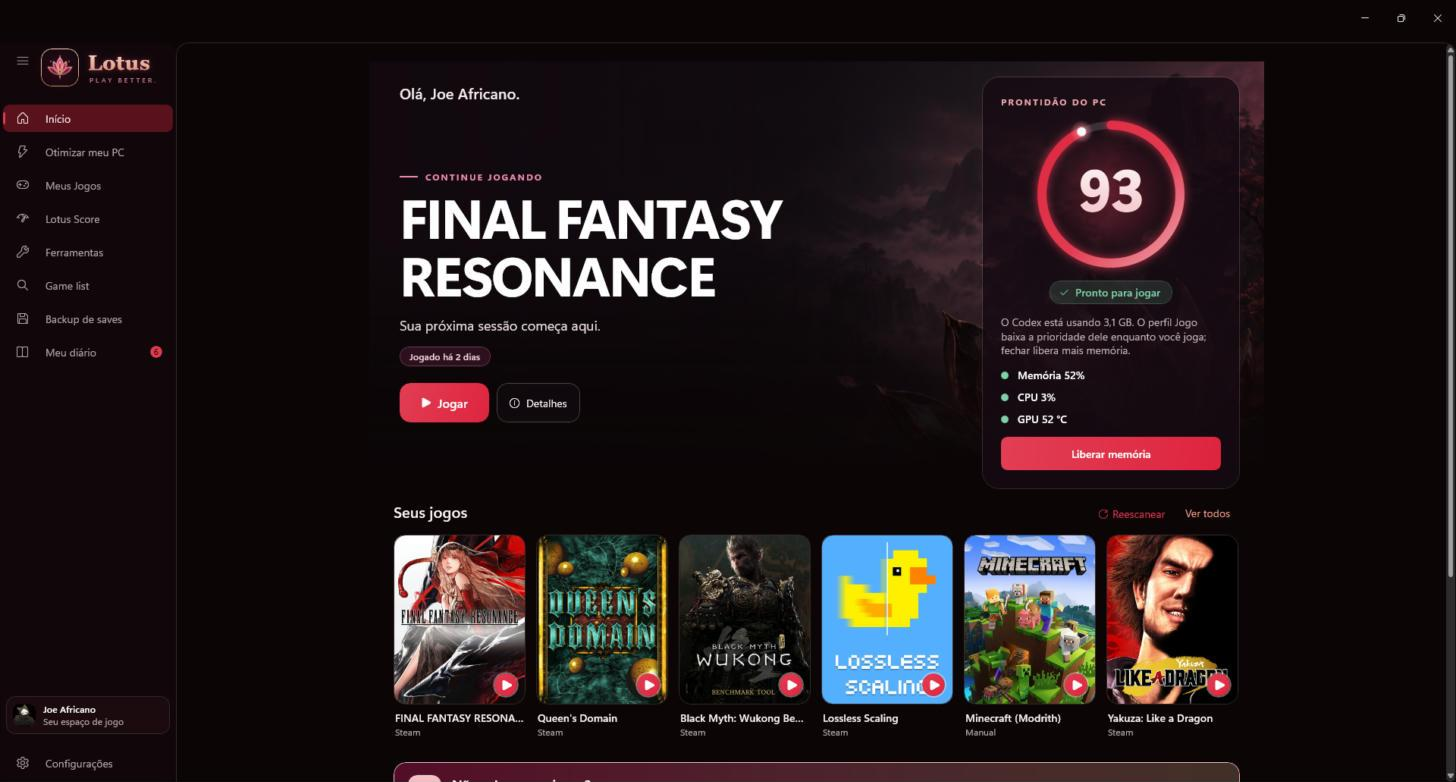 Lotus
PLAY BETTER.
Início
Otimizar meu PC
Meus Jogos
Lotus Score
Ferramentas
Game list
Backup de saves
Meu diário
6
Joe Africano
Seu espaço de jogo
Configurações
Olá, Joe Africano.
CONTINUE JOGANDO
FINAL FANTASY
RESONANCE
Sua próxima sessão começa aqui.
Jogado há 2 dias
Jogar
Detalhes
PRONTIDÃO DO PC
93
Pronto para jogar
O Codex está usando 3,1 GB. O perfil Jogo
baixa a prioridade dele enquanto você joga;
fechar libera mais memória.
Memória 52%
CPU 3%
GPU 52 °C
Liberar memória
Seus jogos
Reescanear
Ver todos
FINAL FANTASY RESONANCE
QUEEN'S
DOMAIN
BLACK MYTH
WUKONG
BENCHMARK TOOL
LOSSLESS
SCALING
MINECRAFT
Yakuza
LIKE A DRAGON
FINAL FANTASY RESONA...
Steam
Queen's Domain
Steam
Black Myth: Wukong Be...
Steam
Lossless Scaling
Steam
Minecraft (Modrith)
Manual
Yakuza: Like a Dragon
Steam